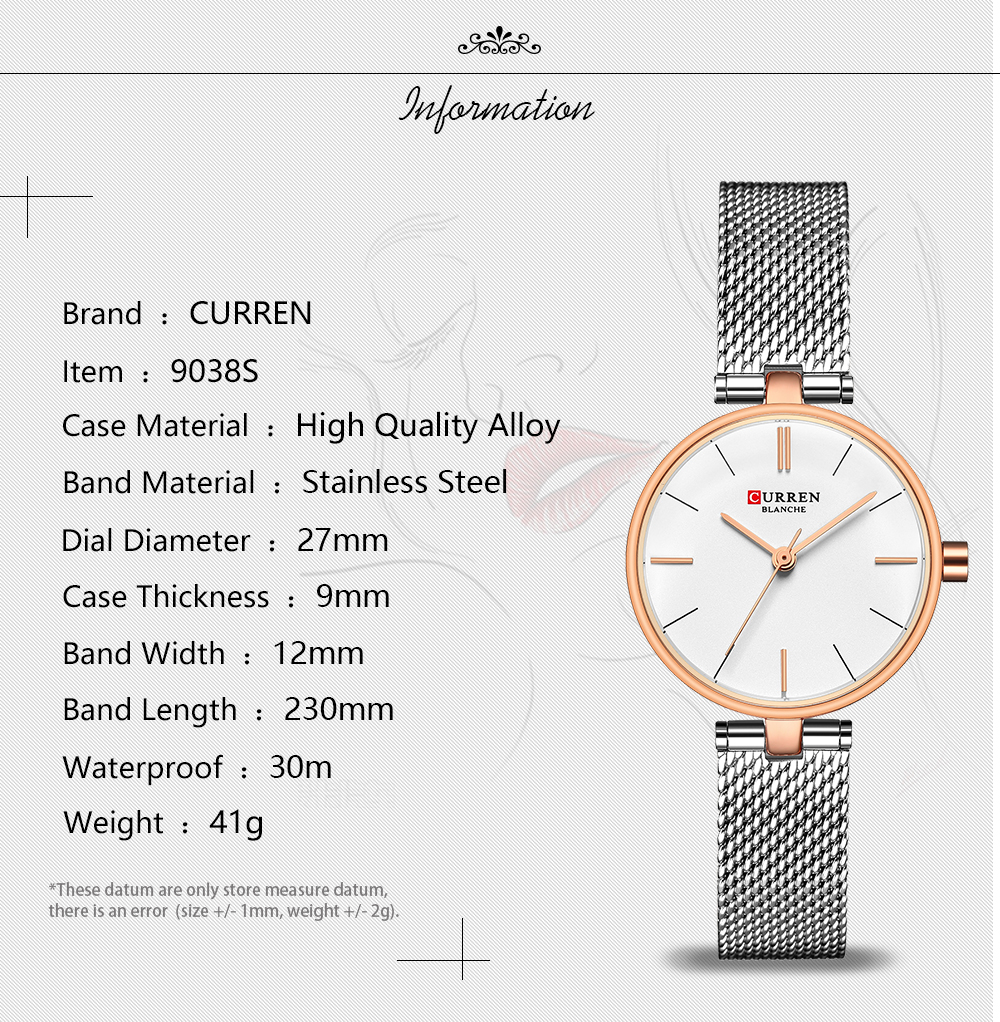 Information
Brand : CURREN
Item : 9038S
Case Material : High Quality Alloy
Band Material : Stainless Steel
Dial Diameter : 27mm
Case Thickness : 9mm
Band Width : 12mm
Band Length : 230mm
Waterproof : 30m
Weight : 41g
*These datum are only store measure datum,
there is an error (size +/- 1mm, weight +/- 2g).
CURREN
BLANCHE